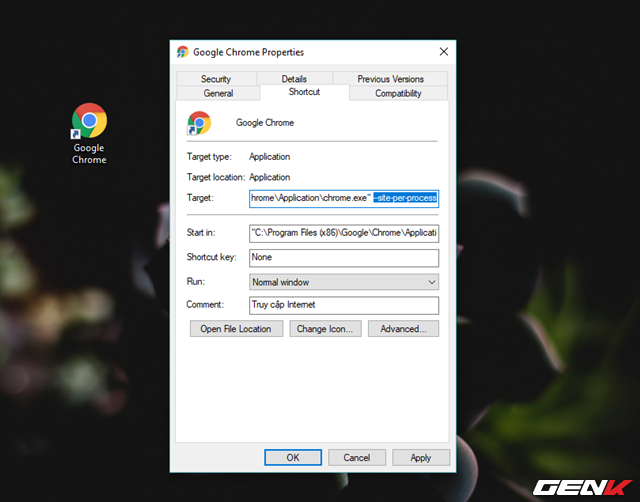 Google Chrome Properties
Security Details Previous Versions
General Shortcut Compatibility
Google
Chrome
Google Chrome
Target type: Application
Target location: Application
Target: hrome\Application\chrome.exe" --site-per-process
Start in: "C:\Program Files (x86)\Google\Chrome\Applicati
Shortcut key: None
Run: Normal window
Comment: Truy cập Internet
Open File Location Change Icon... Advanced...
OK Cancel Apply
GENK